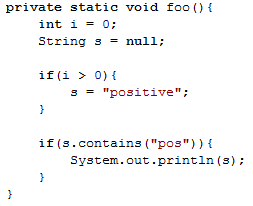 private static void foo(){
    int i = 0;
    String s = null;

    if(i > 0){
        s = "positive";
    }

    if(s.contains("pos")){
        System.out.println(s);
    }
}